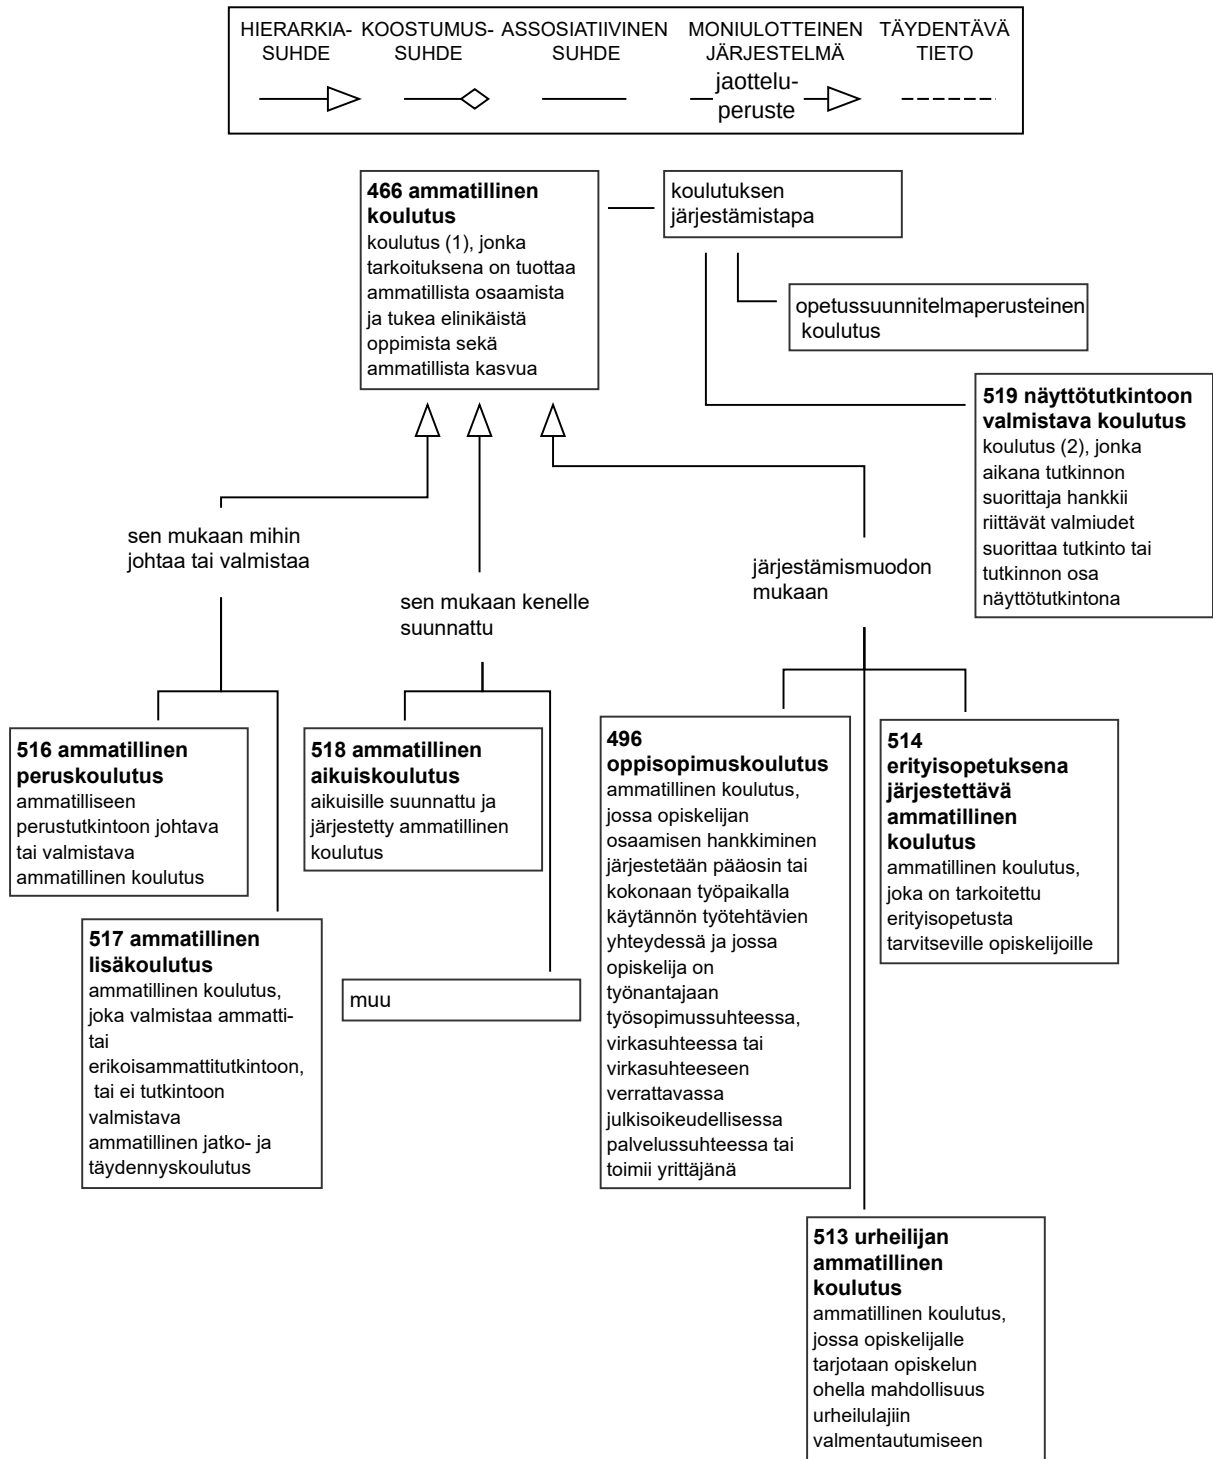 HIERARKIA-
SUHDE
KOOSTUMUS-
SUHDE
ASSOSIATIIVINEN
SUHDE
MONIULOTTEINEN
JÄRJESTELMÄ
jaottelu-
peruste
TÄYDENTÄVÄ
TIETO
466 ammatillinen
koulutus
koulutus (1), jonka
tarkoituksena on tuottaa
ammatillista osaamista
ja tukea elinikäistä
oppimista sekä
ammatillista kasvua
koulutuksen
järjestämistapa
opetussuunnitelmaperusteinen
koulutus
519 näyttötutkintoon
valmistava koulutus
koulutus (2), jonka
aikana tutkinnon
suorittaja hankkii
riittävät valmiudet
suorittaa tutkinto tai
tutkinnon osa
näyttötutkintona
sen mukaan mihin
johtaa tai valmistaa
sen mukaan kenelle
suunnattu
järjestämismuodon
mukaan
516 ammatillinen
peruskoulutus
ammatilliseen
perustutkintoon johtava
tai valmistava
ammatillinen koulutus
517 ammatillinen
lisäkoulutus
ammatillinen koulutus,
joka valmistaa ammatti-
tai
erikoisammattitutkintoon,
tai ei tutkintoon
valmistava
ammatillinen jatko- ja
täydennyskoulutus
518 ammatillinen
aikuiskoulutus
aikuisille suunnattu ja
järjestetty ammatillinen
koulutus
muu
496
oppisopimuskoulutus
ammatillinen koulutus,
jossa opiskelijan
osaamisen hankkiminen
järjestetään pääosin tai
kokonaan työpaikalla
käytännön työtehtävien
yhteydessä ja jossa
opiskelija on
työnantajaan
työsopimussuhteessa,
virkasuhteessa tai
virkasuhteeseen
verrattavassa
julkisoikeudellisessa
palvelussuhteessa tai
toimii yrittäjänä
514
erityisopetuksena
järjestettävä
ammatillinen
koulutus
ammatillinen koulutus,
joka on tarkoitettu
erityisopetusta
tarvitseville opiskelijoille
513 urheilijan
ammatillinen
koulutus
ammatillinen koulutus,
jossa opiskelijalle
tarjotaan opiskelun
ohella mahdollisuus
urheilulajiin
valmentautumiseen